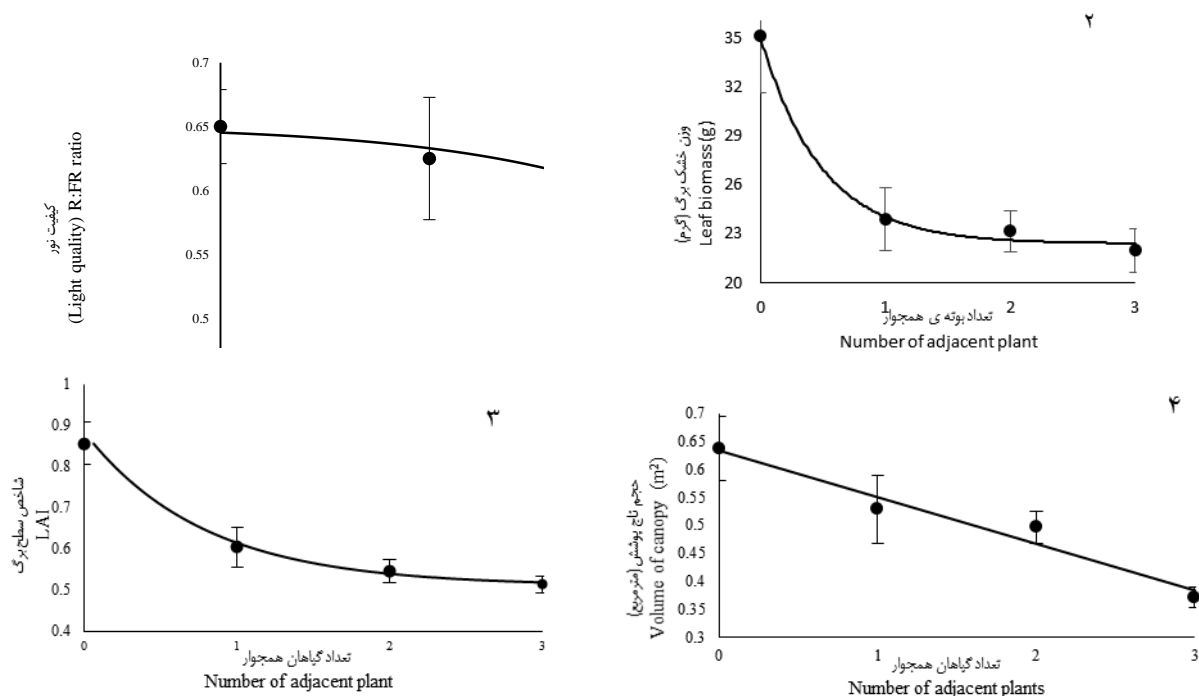 0.7
0.65
0.6
0.55
0.5
کیفیت نور
(Light quality) R:FR ratio
۲
35
32
29
26
23
20
وزن خشک برگ (گرم)
Leaf biomass (g)
0 1 2 3
تعداد بوته ی همجوار
Number of adjacent plant
۳
1
0.9
0.8
0.7
0.6
0.5
0.4
شاخص سطح برگ
LAI
0 1 2 3
تعداد گیاهان همجوار
Number of adjacent plant
۴
0.7
0.65
0.6
0.55
0.5
0.45
0.4
0.35
0.3
حجم تاج پوشش (مترمربع)
Volume of canopy (m²)
0 1 2 3
تعداد گیاهان همجوار
Number of adjacent plants